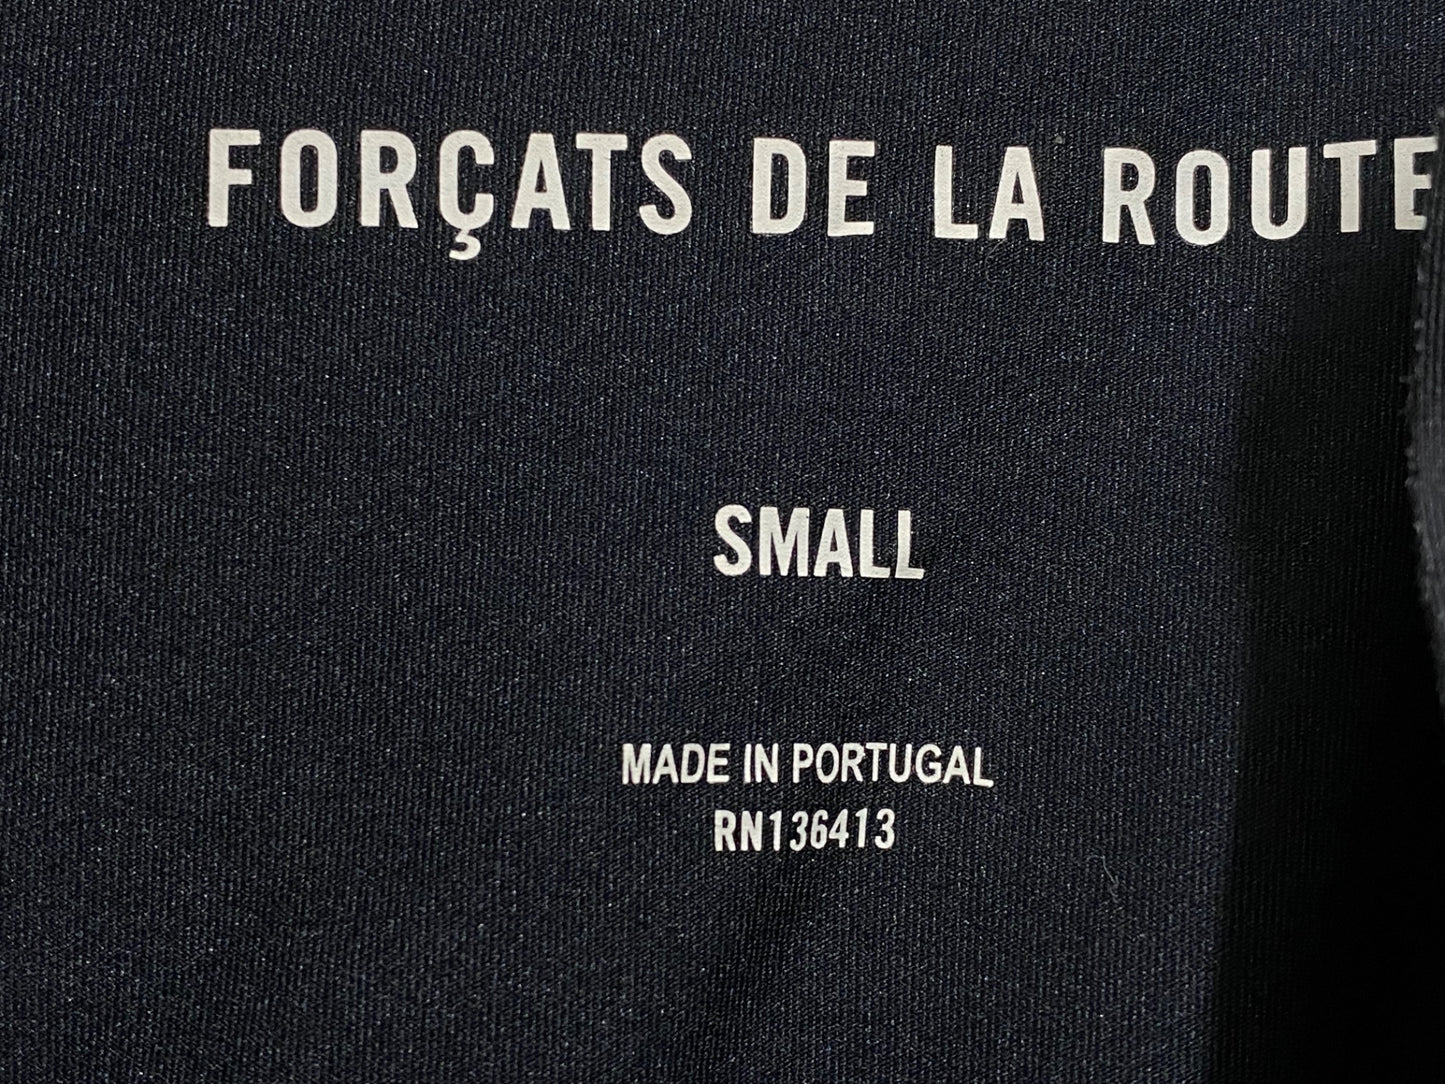 FORÇATS DE LA ROUTE
SMALL
MADE IN PORTUGAL
RN136413